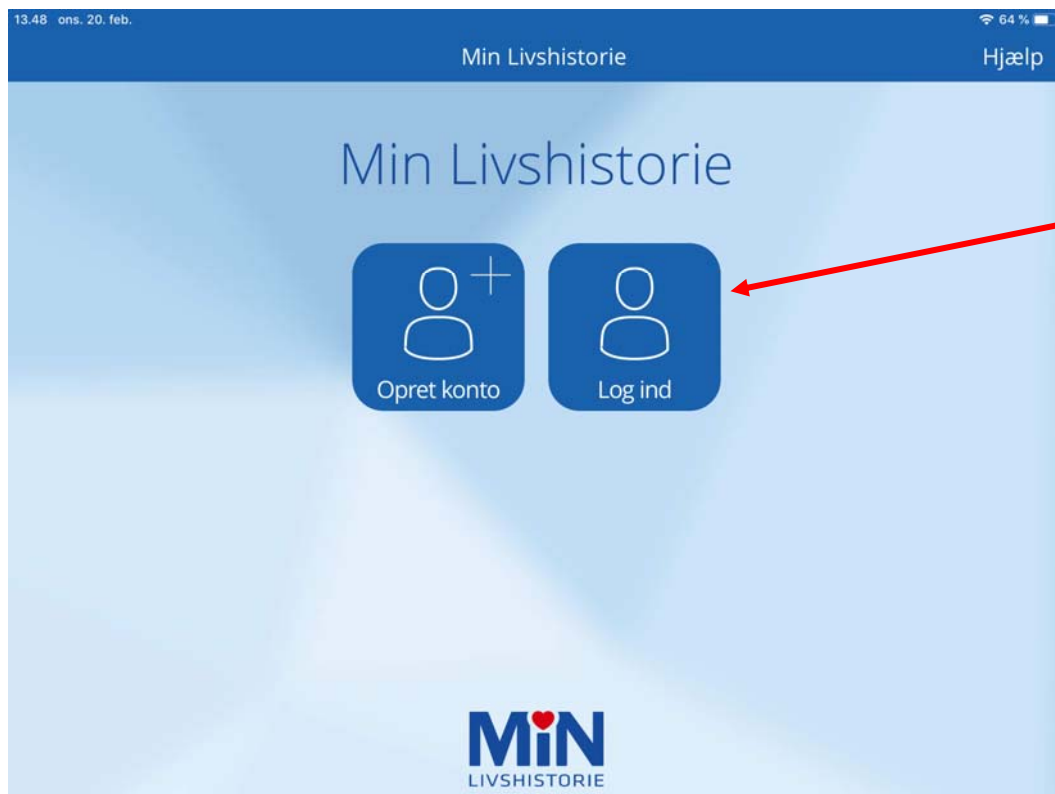 13.48 ons. 20. feb.
64 %
Min Livshistorie
Hjælp
Min Livshistorie
Opret konto
Log ind
MiN
LIVSHISTORIE